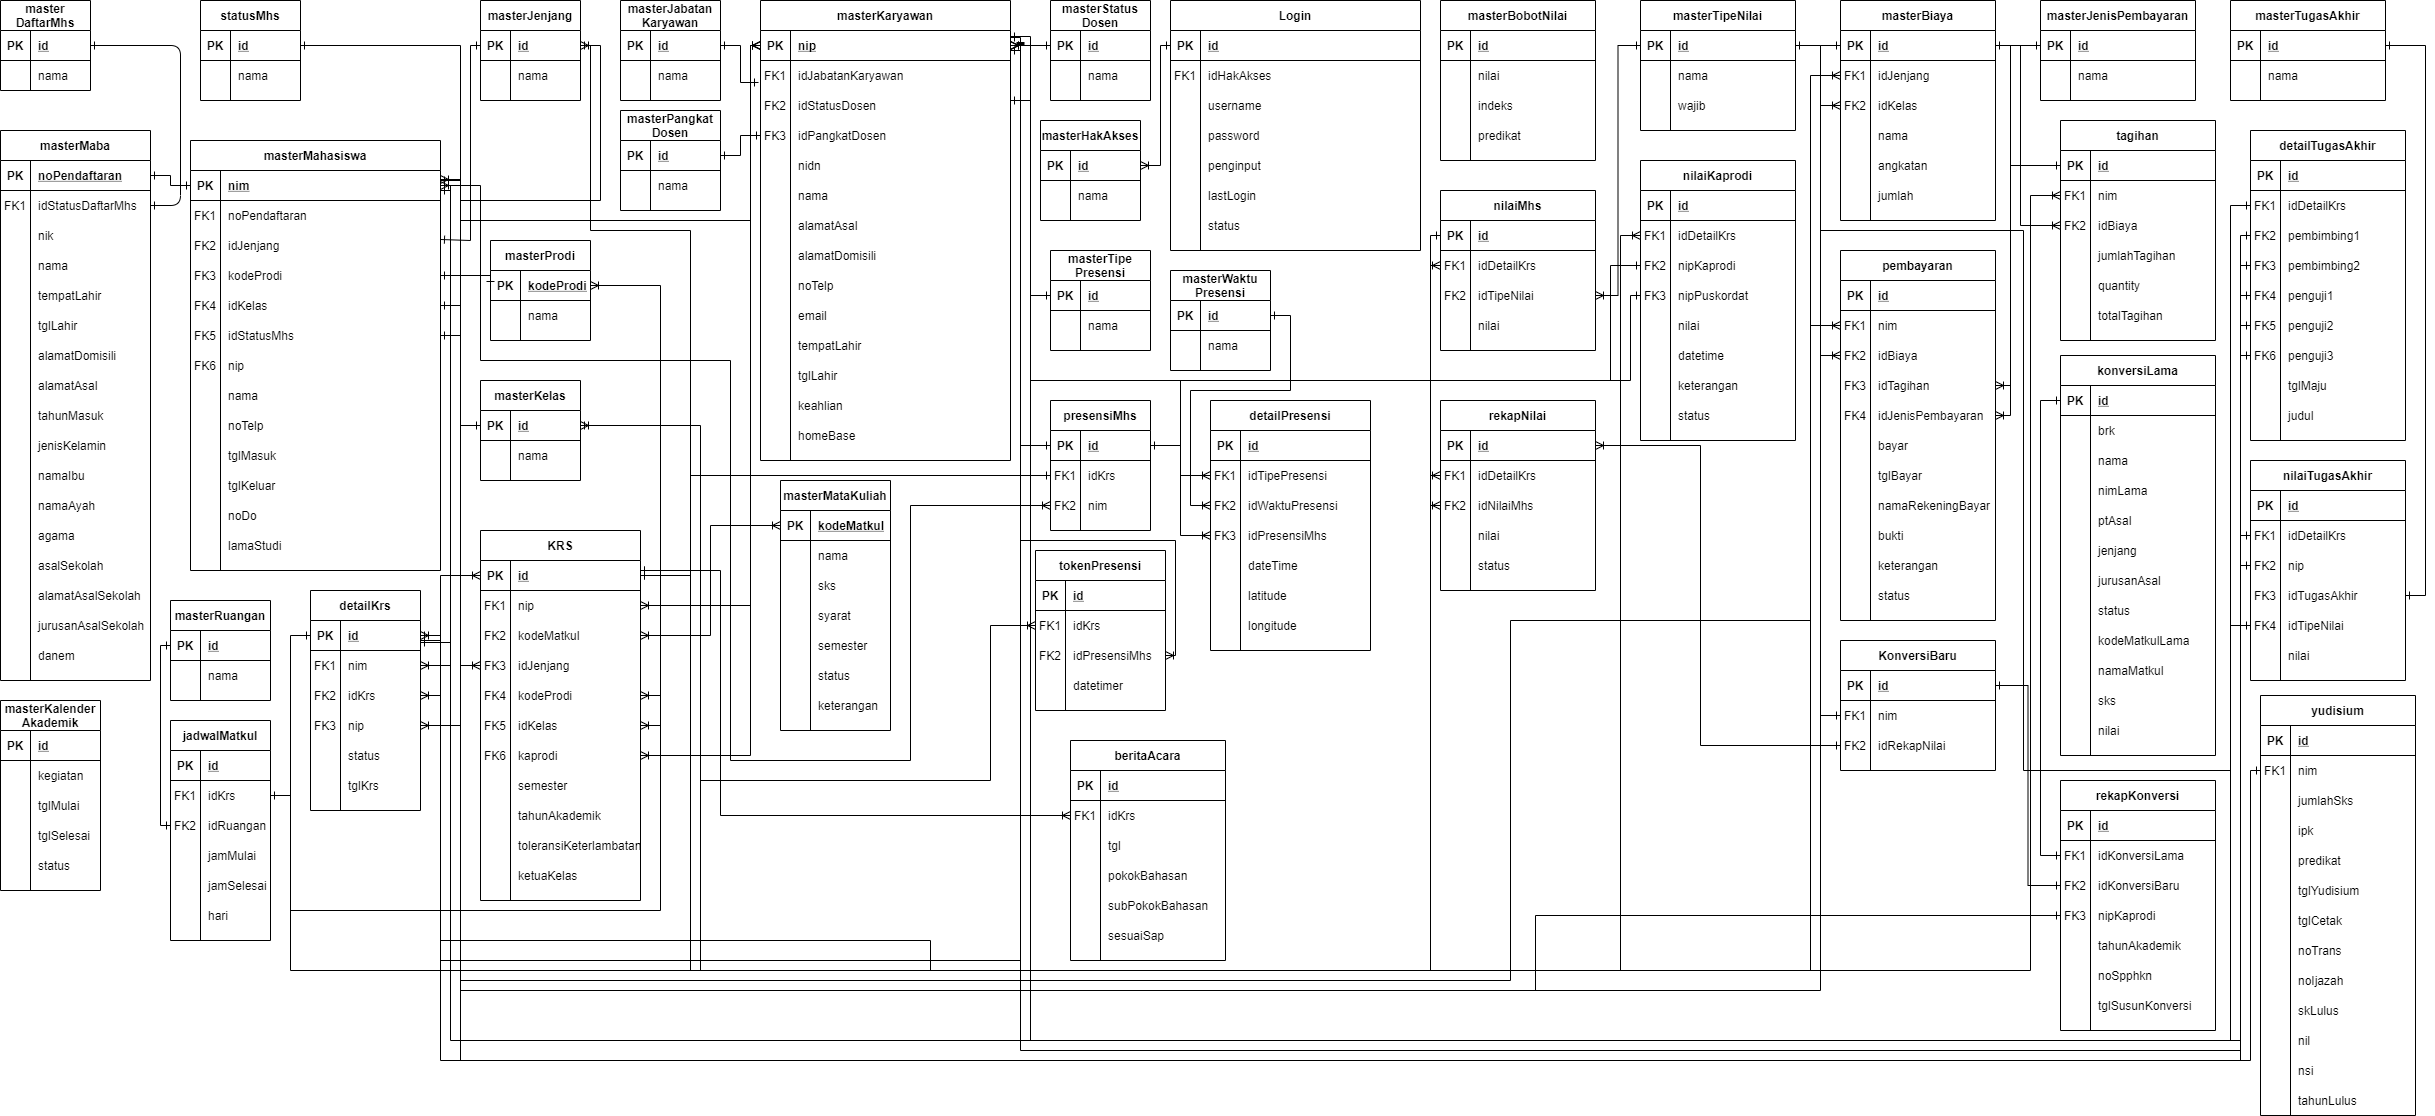 master
DaftarMhs
PK id
nama
statusMhs
PK id
nama
masterJenjang
PK id
nama
masterJabatan
Karyawan
PK id
nama
masterPangkat
Dosen
PK id
nama
masterKaryawan
PK nip
FK1 idJabatanKaryawan
FK2 idStatusDosen
FK3 idPangkatDosen
nidn
nama
alamatAsal
alamatDomisili
noTelp
email
tempatLahir
tglLahir
keahlian
homeBase
masterStatus
Dosen
PK id
nama
masterHakAkses
PK id
nama
Login
PK id
FK1 idHakAkses
username
password
penginput
lastLogin
status
masterBobotNilai
PK id
nilai
indeks
predikat
masterTipeNilai
PK id
nama
wajib
masterBiaya
PK id
FK1 idJenjang
FK2 idKelas
nama
angkatan
jumlah
masterJenisPembayaran
PK id
nama
masterTugasAkhir
PK id
nama
masterMaba
PK noPendaftaran
FK1 idStatusDaftarMhs
nik
nama
tempatLahir
tglLahir
alamatDomisili
alamatAsal
tahunMasuk
jenisKelamin
namaIbu
namaAyah
agama
asalSekolah
alamatAsalSekolah
jurusanAsalSekolah
danem
masterMahasiswa
PK nim
FK1 noPendaftaran
FK2 idJenjang
FK3 kodeProdi
FK4 idKelas
FK5 idStatusMhs
FK6 nip
nama
noTelp
tglMasuk
tglKeluar
noDo
lamaStudi
masterProdi
PK kodeProdi
nama
masterKelas
PK id
nama
masterTipe
Presensi
PK id
nama
masterWaktu
Presensi
PK id
nama
nilaiMhs
PK id
FK1 idDetailKrs
FK2 idTipeNilai
nilai
nilaiKaprodi
PK id
FK1 idDetailKrs
FK2 nipKaprodi
FK3 nipPuskordat
nilai
datetime
keterangan
status
pembayaran
PK id
FK1 nim
FK2 idBiaya
FK3 idTagihan
FK4 idJenisPembayaran
bayar
tglBayar
namaRekeningBayar
bukti
keterangan
status
tagihan
PK id
FK1 nim
FK2 idBiaya
jumlahTagihan
quantity
totalTagihan
detailTugasAkhir
PK id
FK1 idDetailKrs
FK2 pembimbing1
FK3 pembimbing2
FK4 penguji1
FK5 penguji2
FK6 penguji3
tglMaju
judul
konversiLama
PK id
brk
nama
nimLama
ptAsal
jenjang
jurusanAsal
status
kodeMatkulLama
namaMatkul
sks
nilai
presensiMhs
PK id
FK1 idKrs
FK2 nim
detailPresensi
PK id
FK1 idTipePresensi
FK2 idWaktuPresensi
FK3 idPresensiMhs
dateTime
latitude
longitude
rekapNilai
PK id
FK1 idDetailKrs
FK2 idNilaiMhs
nilai
status
nilaiTugasAkhir
PK id
FK1 idDetailKrs
FK2 nip
FK3 idTugasAkhir
FK4 idTipeNilai
nilai
masterMataKuliah
PK kodeMatkul
nama
sks
syarat
semester
status
keterangan
KRS
PK id
FK1 nip
FK2 kodeMatkul
FK3 idJenjang
FK4 kodeProdi
FK5 idKelas
FK6 kaprodi
semester
tahunAkademik
toleransiKeterlambatan
ketuaKelas
tokenPresensi
PK id
FK1 idKrs
FK2 idPresensiMhs
datetimer
detailKrs
PK id
FK1 nim
FK2 idKrs
FK3 nip
status
tglKrs
masterRuangan
PK id
nama
masterKalender
Akademik
PK id
kegiatan
tglMulai
tglSelesai
status
jadwalMatkul
PK id
FK1 idKrs
FK2 idRuangan
jamMulai
jamSelesai
hari
beritaAcara
PK id
FK1 idKrs
tgl
pokokBahasan
subPokokBahasan
sesuaiSap
KonversiBaru
PK id
FK1 nim
FK2 idRekapNilai
rekapKonversi
PK id
FK1 idKonversiLama
FK2 idKonversiBaru
FK3 nipKaprodi
tahunAkademik
noSpphkn
tglSusunKonversi
yudisium
PK id
FK1 nim
jumlahSks
ipk
predikat
tglYudisium
tglCetak
noTrans
noIjazah
skLulus
nil
nsi
tahunLulus